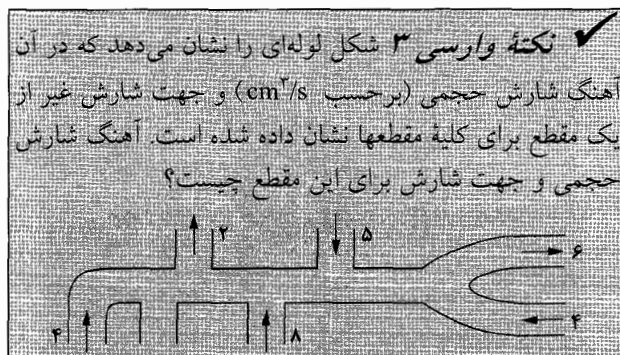 نکتهٔ وارسی ۳ شکل لوله‌ای را نشان می‌دهد که در آن
آهنگ شارش حجمی (برحسب cm³/s) و جهت شارش غیر از
یک مقطع برای کلیهٔ مقطعها نشان داده شده است. آهنگ شارش
حجمی و جهت شارش برای این مقطع چیست؟
۲ ۵ ۶
۴ ۸ ۴